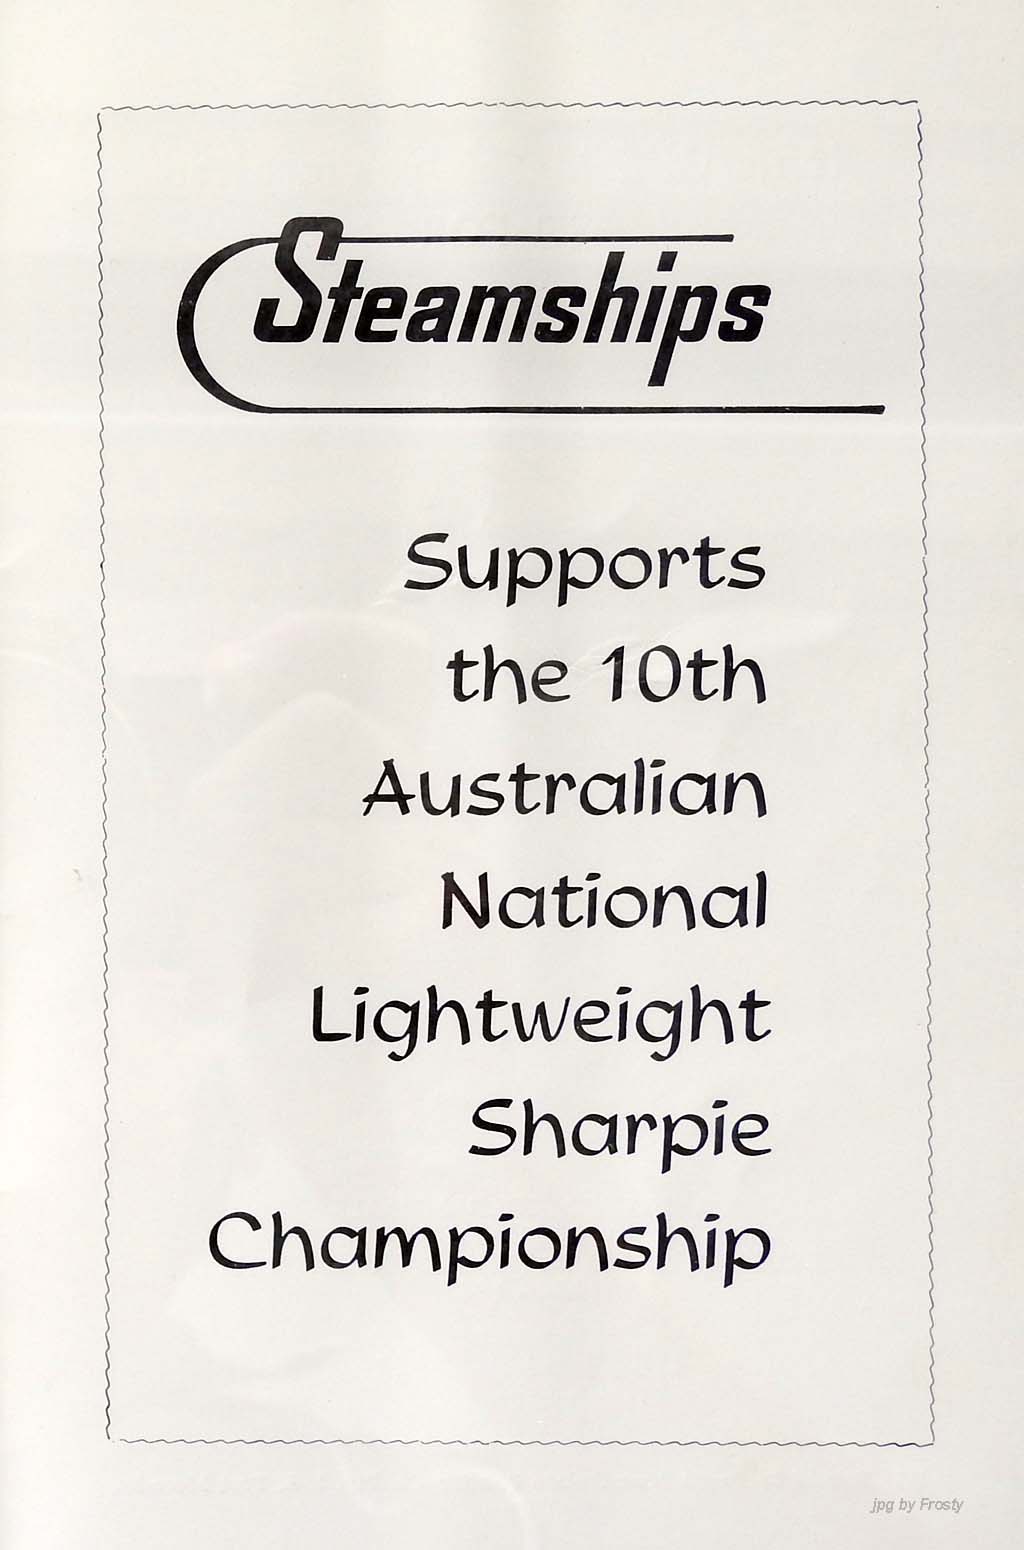 Steamships
Supports
the 10th
Australian
National
Lightweight
Sharpie
Championship
jpg by Frosty